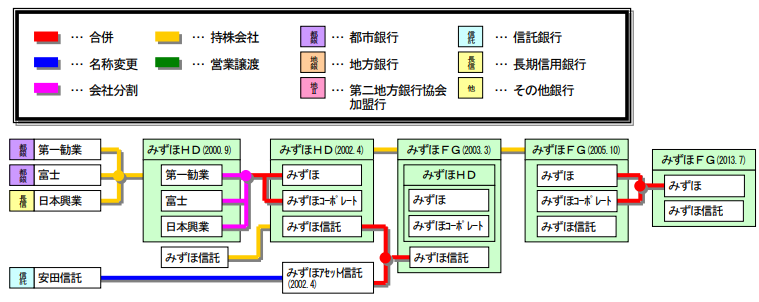 … 合併
… 名称変更
… 会社分割
… 持株会社
… 営業譲渡
都銀 … 都市銀行
地銀 … 地方銀行
地Ⅱ … 第二地方銀行協会
加盟行
信託 … 信託銀行
長信 … 長期信用銀行
他 … その他銀行
都銀 第一勧業
都銀 富士
長信 日本興業
みずほHD(2000.9)
第一勧業
富士
日本興業
みずほ信託
信託 安田信託
みずほHD(2002.4)
みずほ
みずほコーポレート
みずほ信託
みずほアセット信託
(2002.4)
みずほFG(2003.3)
みずほHD
みずほ
みずほコーポレート
みずほ信託
みずほFG(2005.10)
みずほ
みずほコーポレート
みずほ信託
みずほFG(2013.7)
みずほ
みずほ信託